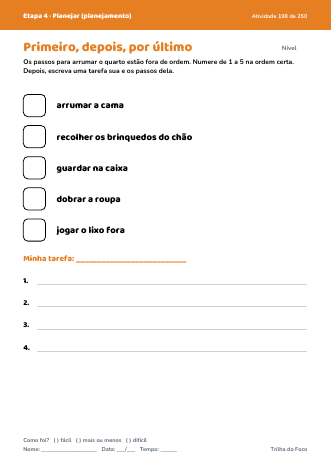 Etapa 4 · Planejar (planejamento)
Atividade 198 de 250
Primeiro, depois, por último
Nível
Os passos para arrumar o quarto estão fora de ordem. Numere de 1 a 5 na ordem certa.
Depois, escreva uma tarefa sua e os passos dela.
arrumar a cama
recolher os brinquedos do chão
guardar na caixa
dobrar a roupa
jogar o lixo fora
Minha tarefa: __________________________
1.
2.
3.
4.
Como foi? ( ) fácil ( ) mais ou menos ( ) difícil
Nome: ____________________ Data: ___/___ Tempo: ______
Trilha do Foco